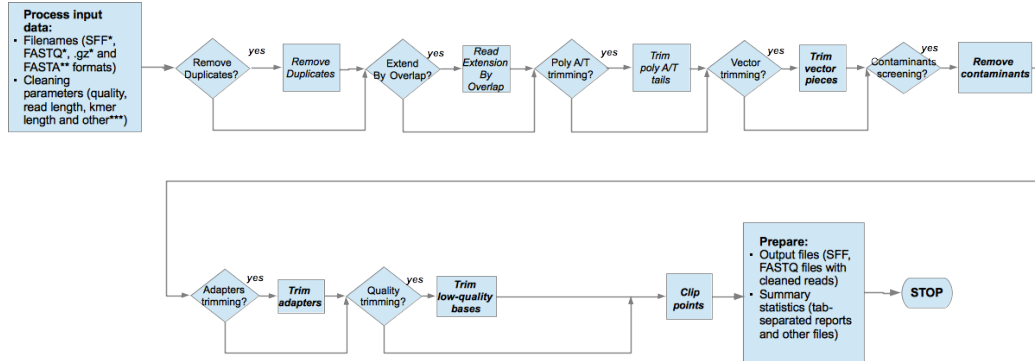 Process input
data:
• Filenames (SFF*,
FASTQ*, .gz* and
FASTA** formats)
• Cleaning
parameters (quality,
read length, kmer
length and other***)
Remove
Duplicates?
yes
Remove
Duplicates
Extend
By Overlap?
yes
Read
Extension
By
Overlap
Poly A/T
trimming?
yes
Trim
poly A/T
tails
Vector
trimming?
yes
Trim
vector
pieces
Contaminants
screening?
yes
Remove
contaminants
Adapters
trimming?
yes
Trim
adapters
Quality
trimming?
yes
Trim
low-quality
bases
Clip
points
Prepare:
• Output files (SFF,
FASTQ files with
cleaned reads)
• Summary
statistics (tab-
separated reports
and other files)
STOP